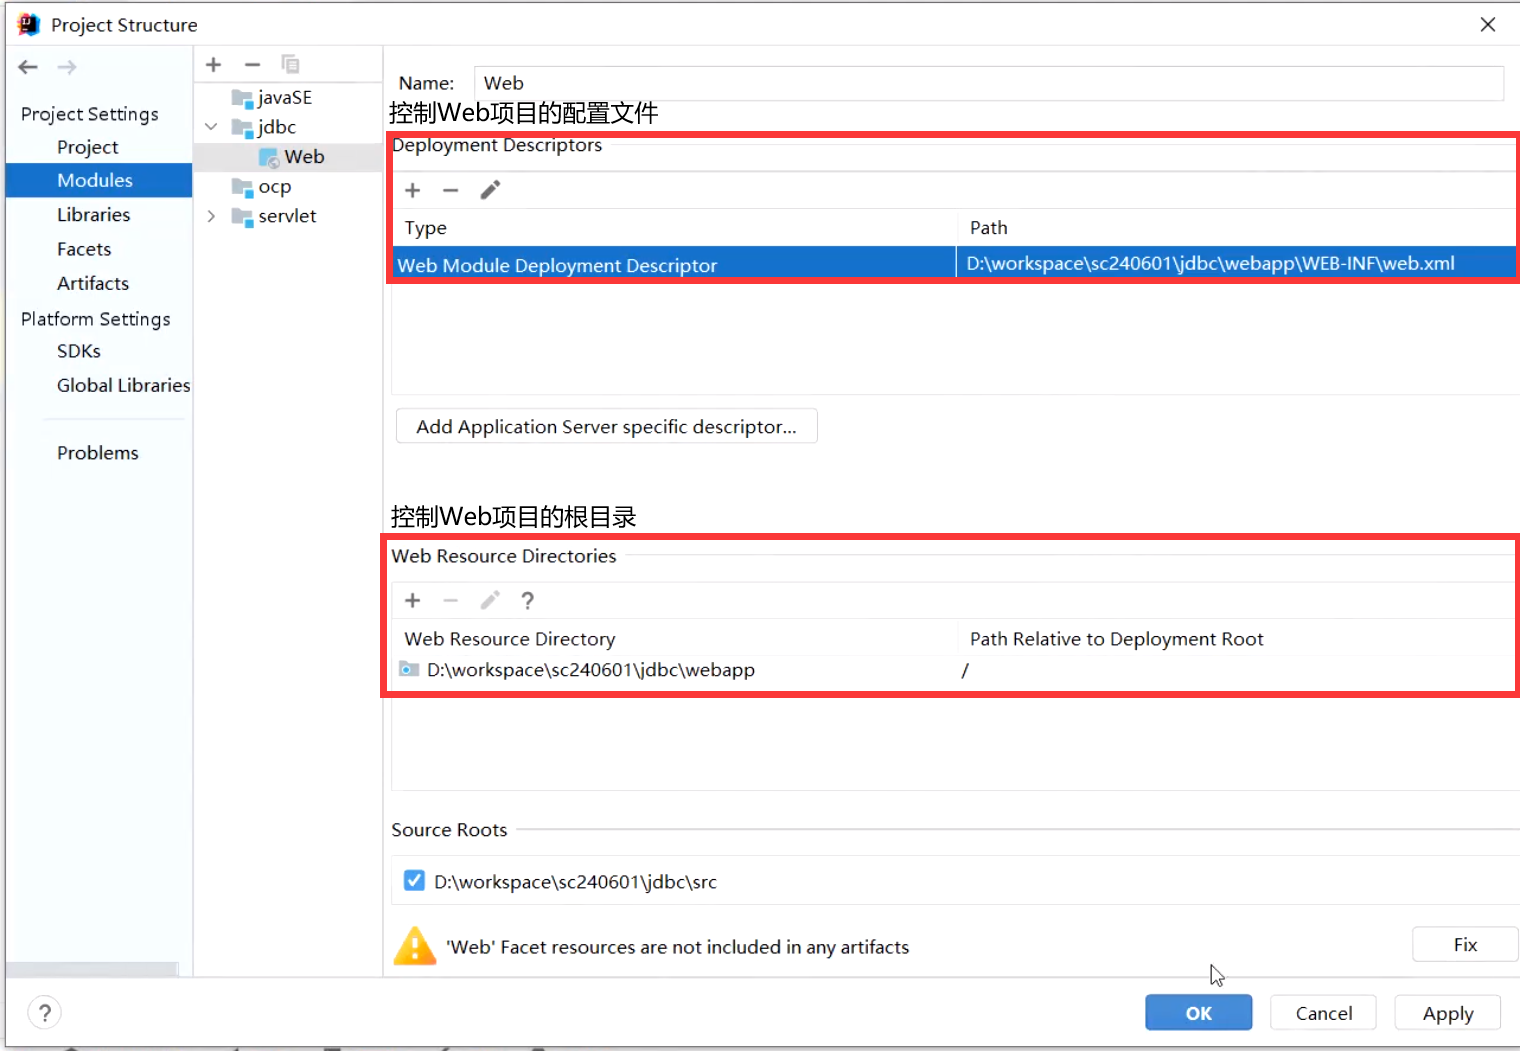 Project Structure
Project Settings
Project
Modules
Libraries
Facets
Artifacts
Platform Settings
SDKs
Global Libraries
Problems
javaSE
jdbc
Web
ocp
servlet
Name: Web
控制Web项目的配置文件
Deployment Descriptors
Type Path
Web Module Deployment Descriptor D:\workspace\sc240601\jdbc\webapp\WEB-INF\web.xml
Add Application Server specific descriptor...
控制Web项目的根目录
Web Resource Directories
?
Web Resource Directory Path Relative to Deployment Root
D:\workspace\sc240601\jdbc\webapp /
Source Roots
D:\workspace\sc240601\jdbc\src
'Web' Facet resources are not included in any artifacts Fix
? OK Cancel Apply